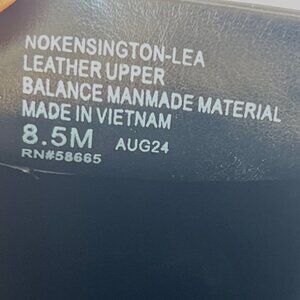 NOKENSINGTON-LEA
LEATHER UPPER
BALANCE MANMADE MATERIAL
MADE IN VIETNAM
8.5M AUG24
RN#58665